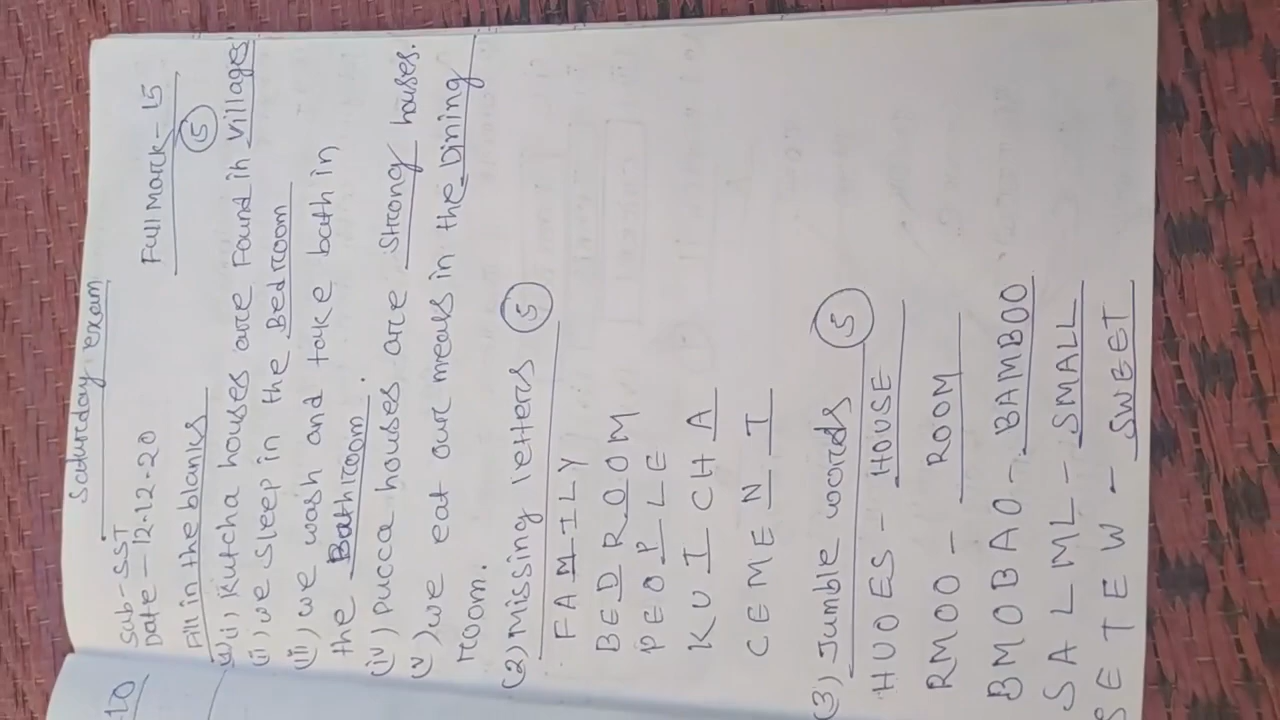 Saturday exam
Sub-SST
Date - 12.12.20 Full Marck - 15
Fill in the blanks (5)
kutcha houses are Found in villages
(ii) we sleep in the Bedroom
(iii) we wash and take bath in
the Bathroom.
(iv) pucca houses are Strong houses.
(v) we eat our meals in the Dining
room.
(2) Missing letters (5)
FAMILY
BEDROOM
PEOPLE
KUTCHA
CEMENT
(3) Jumble words (5)
HUOES - HOUSE
RMOO - ROOM
BMOBAO - BAMBOO
SALML - SMALL
SETEW - SWEET
10